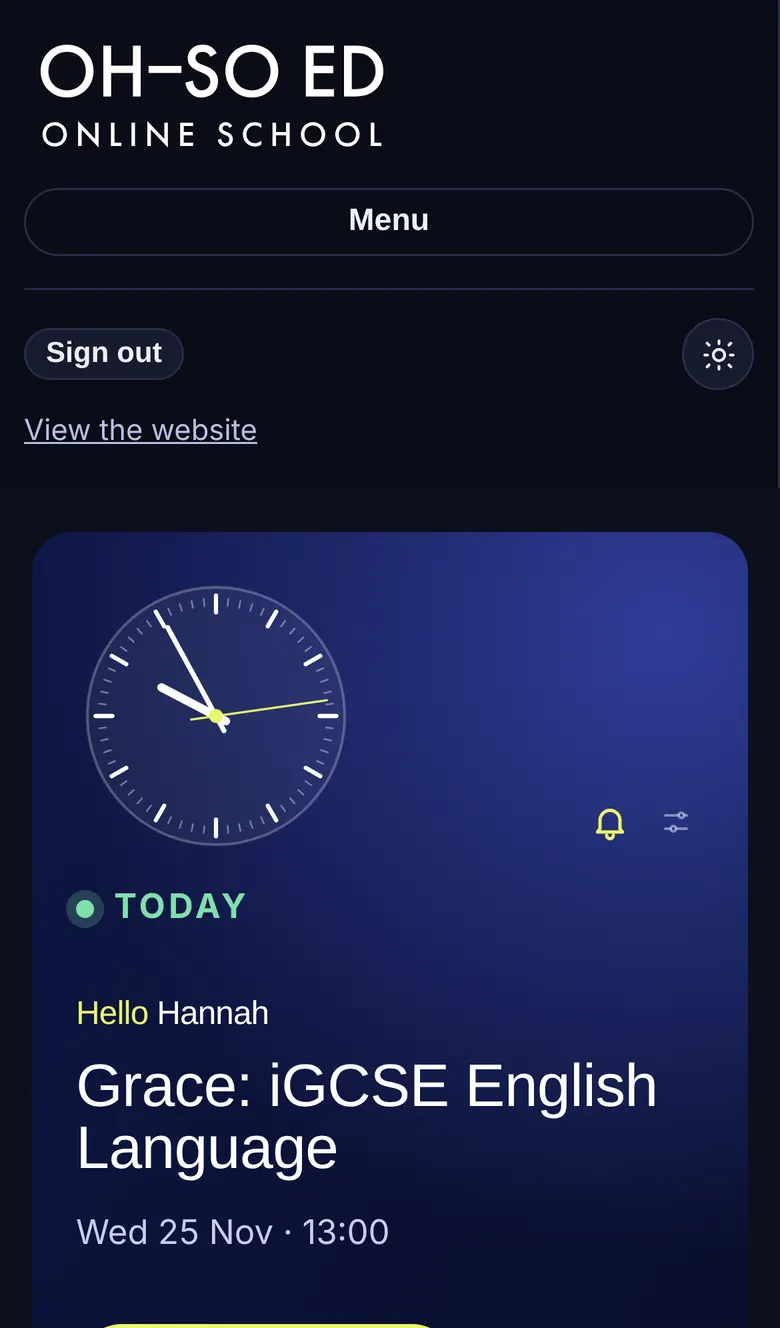 OH–SO ED
ONLINE SCHOOL
Menu
Sign out
View the website
TODAY
Hello Hannah
Grace: iGCSE English
Language
Wed 25 Nov · 13:00